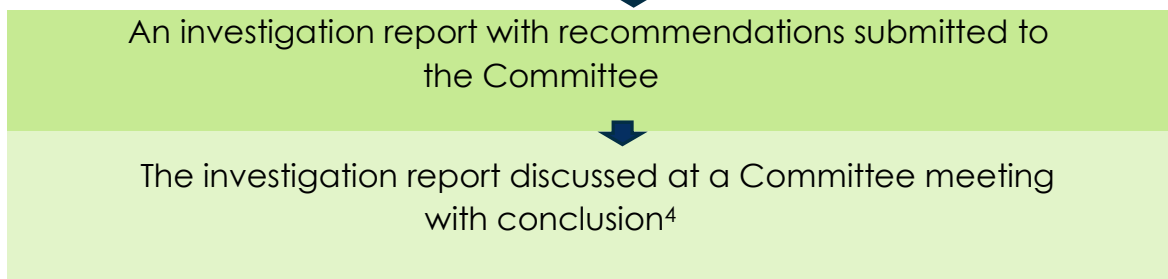 An investigation report with recommendations submitted to
the Committee
The investigation report discussed at a Committee meeting
with conclusion⁴